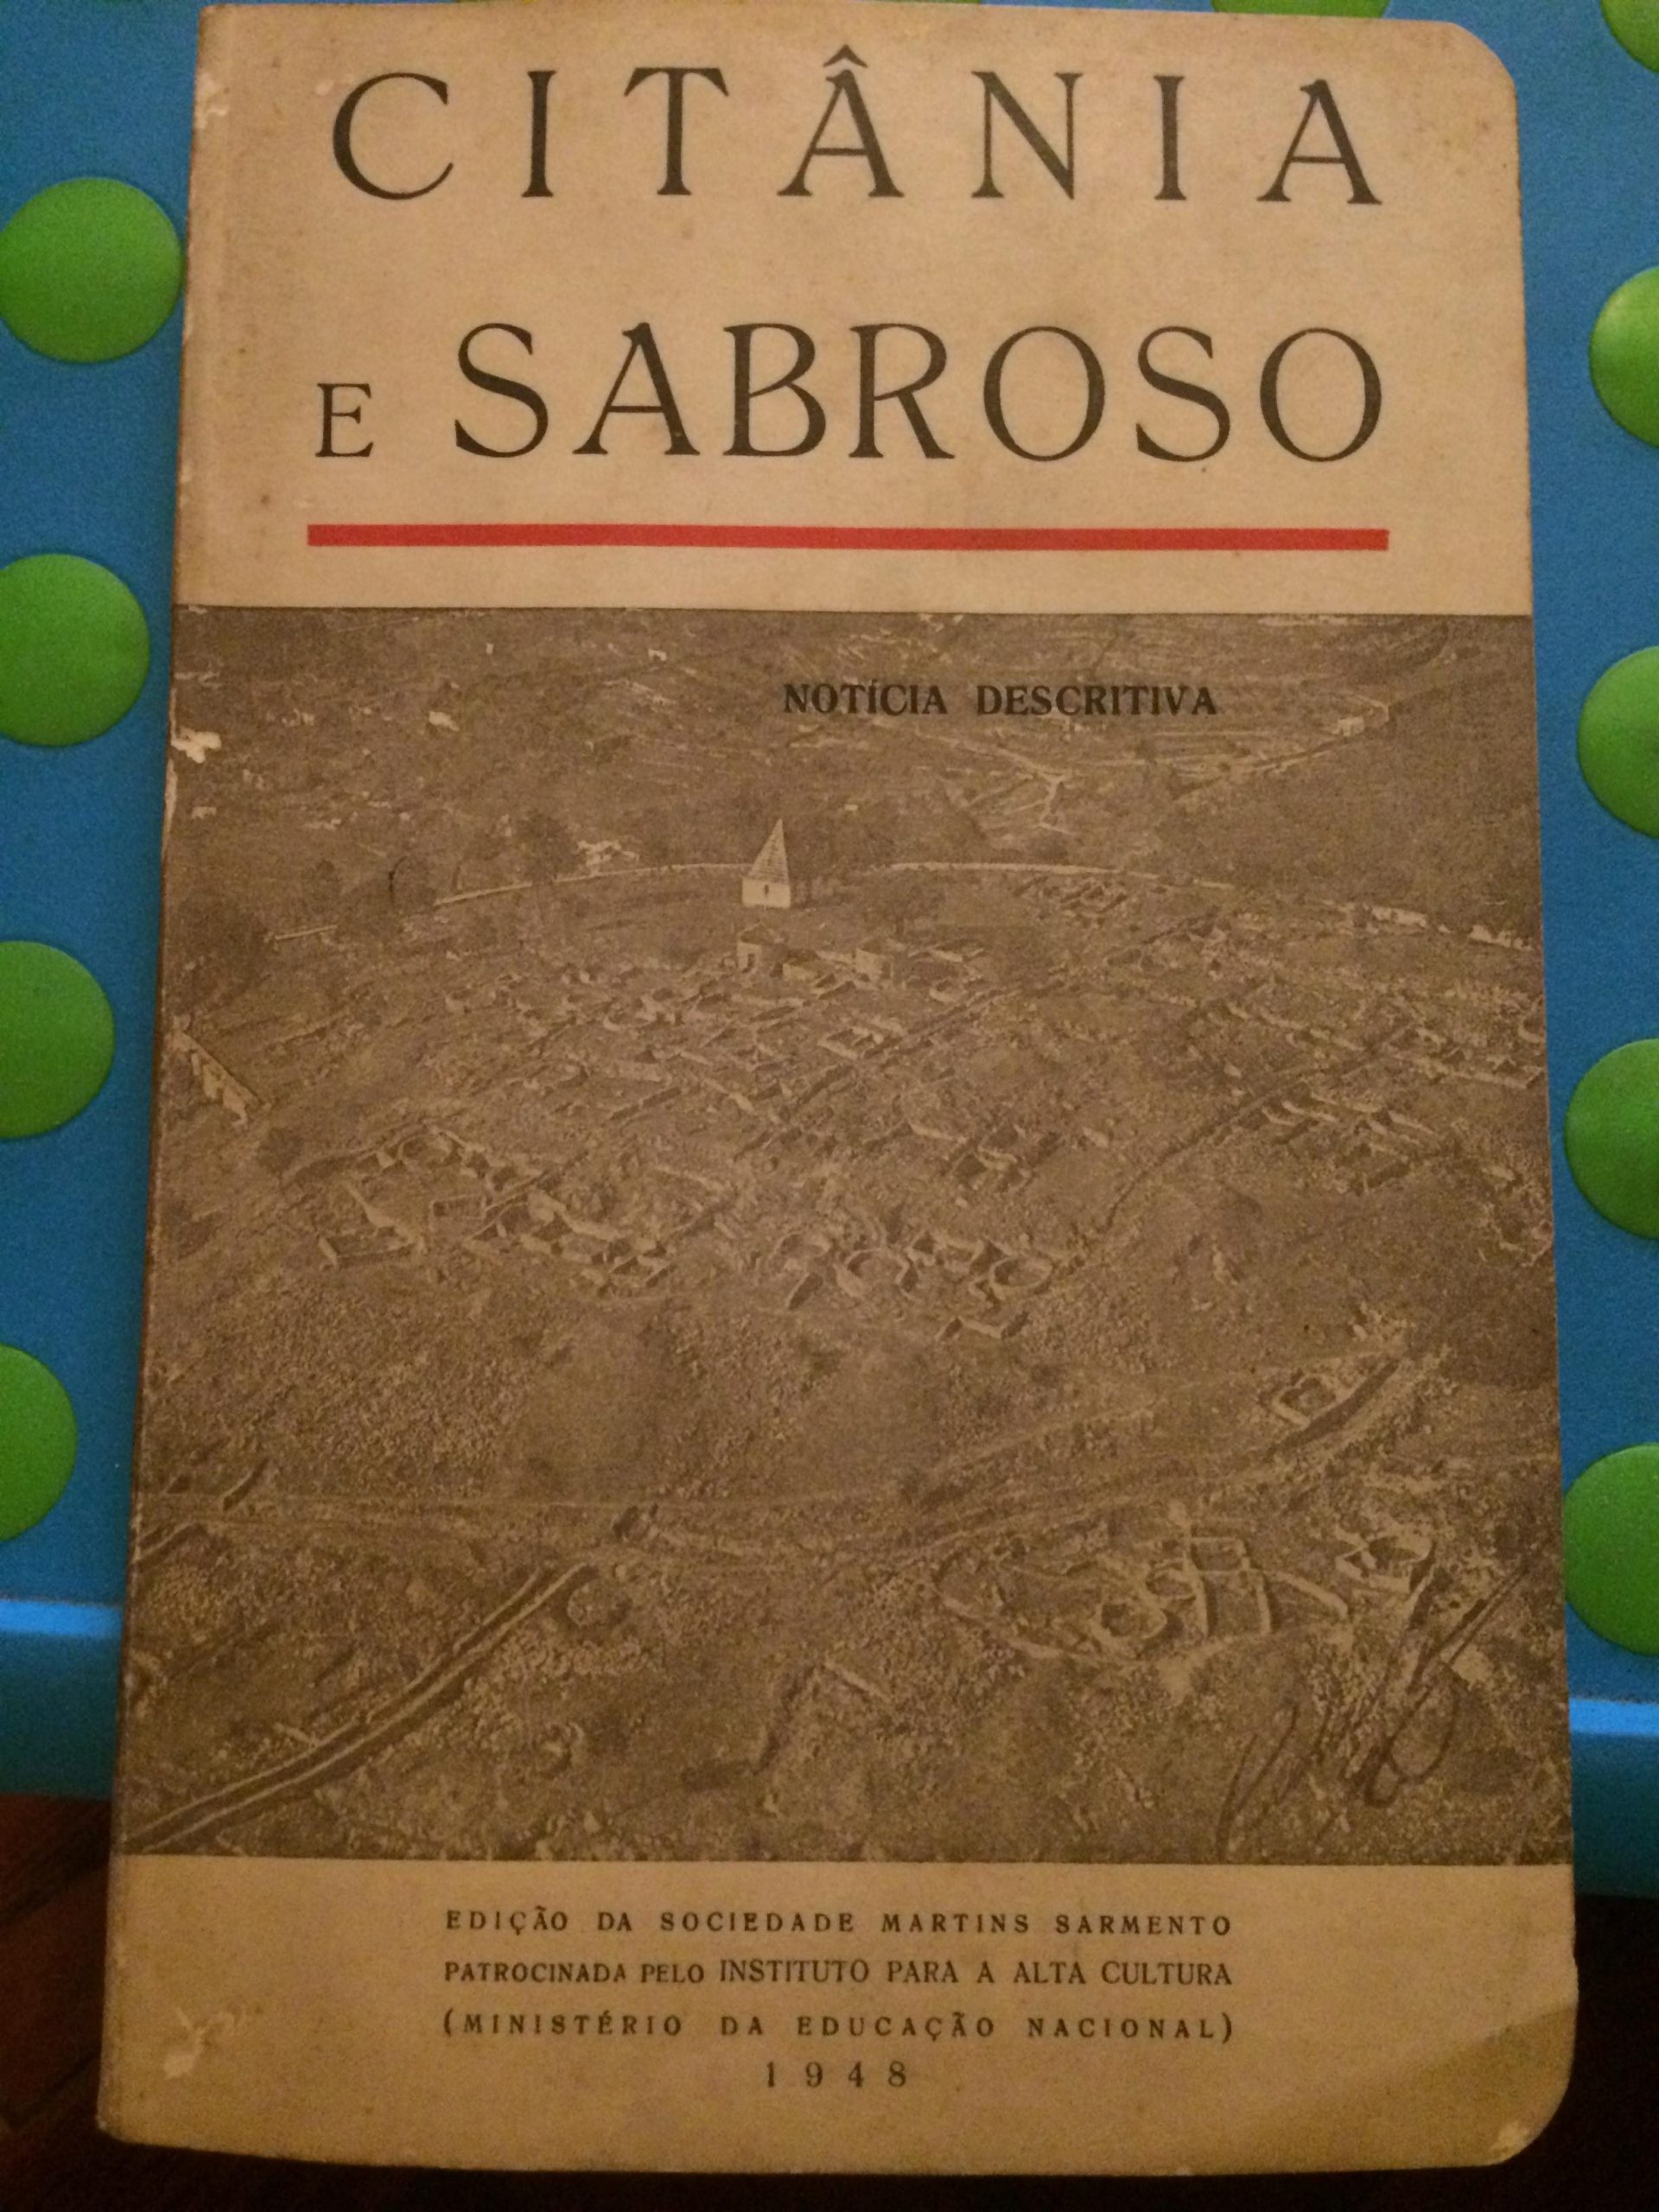 CITÂNIA
E SABROSO
NOTÍCIA DESCRITIVA
EDIÇÃO DA SOCIEDADE MARTINS SARMENTO
PATROCINADA PELO INSTITUTO PARA A ALTA CULTURA
(MINISTÉRIO DA EDUCAÇÃO NACIONAL)
1948